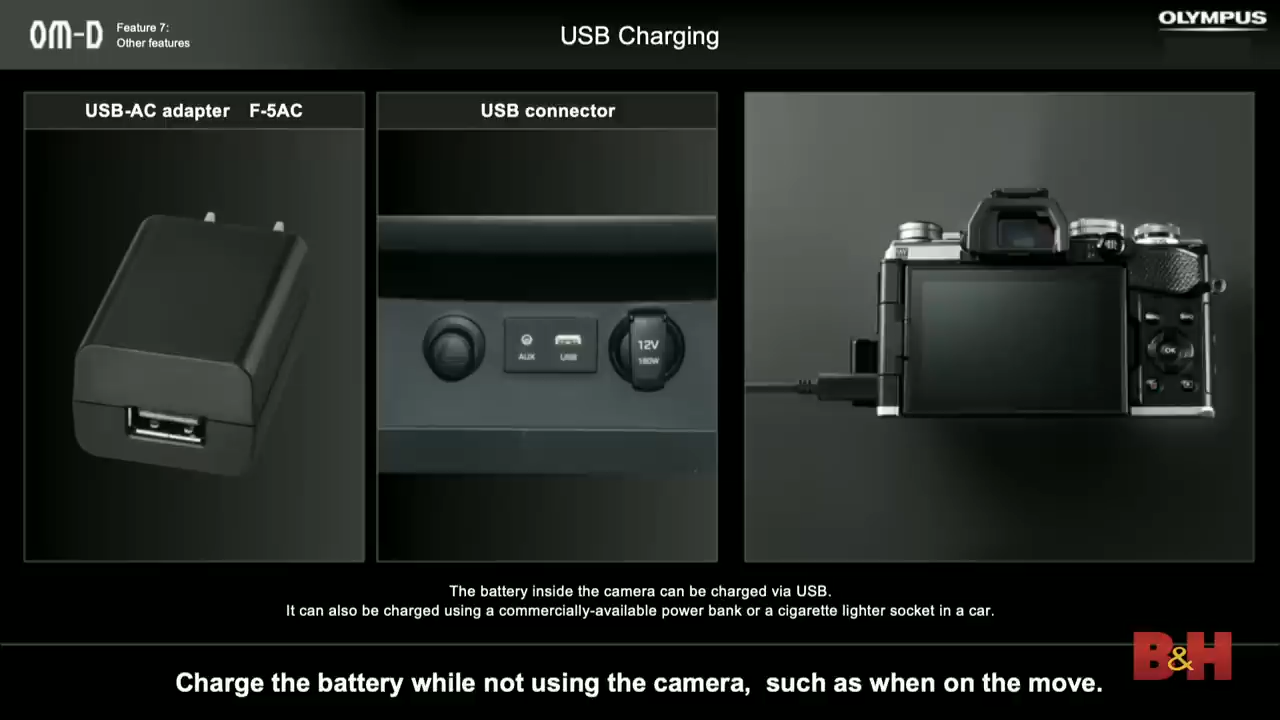 OM-D
Feature 7:
Other features
USB Charging
OLYMPUS
USB-AC adapter F-5AC
USB connector
AUX
USB
12V
OK
The battery inside the camera can be charged via USB.
It can also be charged using a commercially-available power bank or a cigarette lighter socket in a car.
B&H
Charge the battery while not using the camera, such as when on the move.